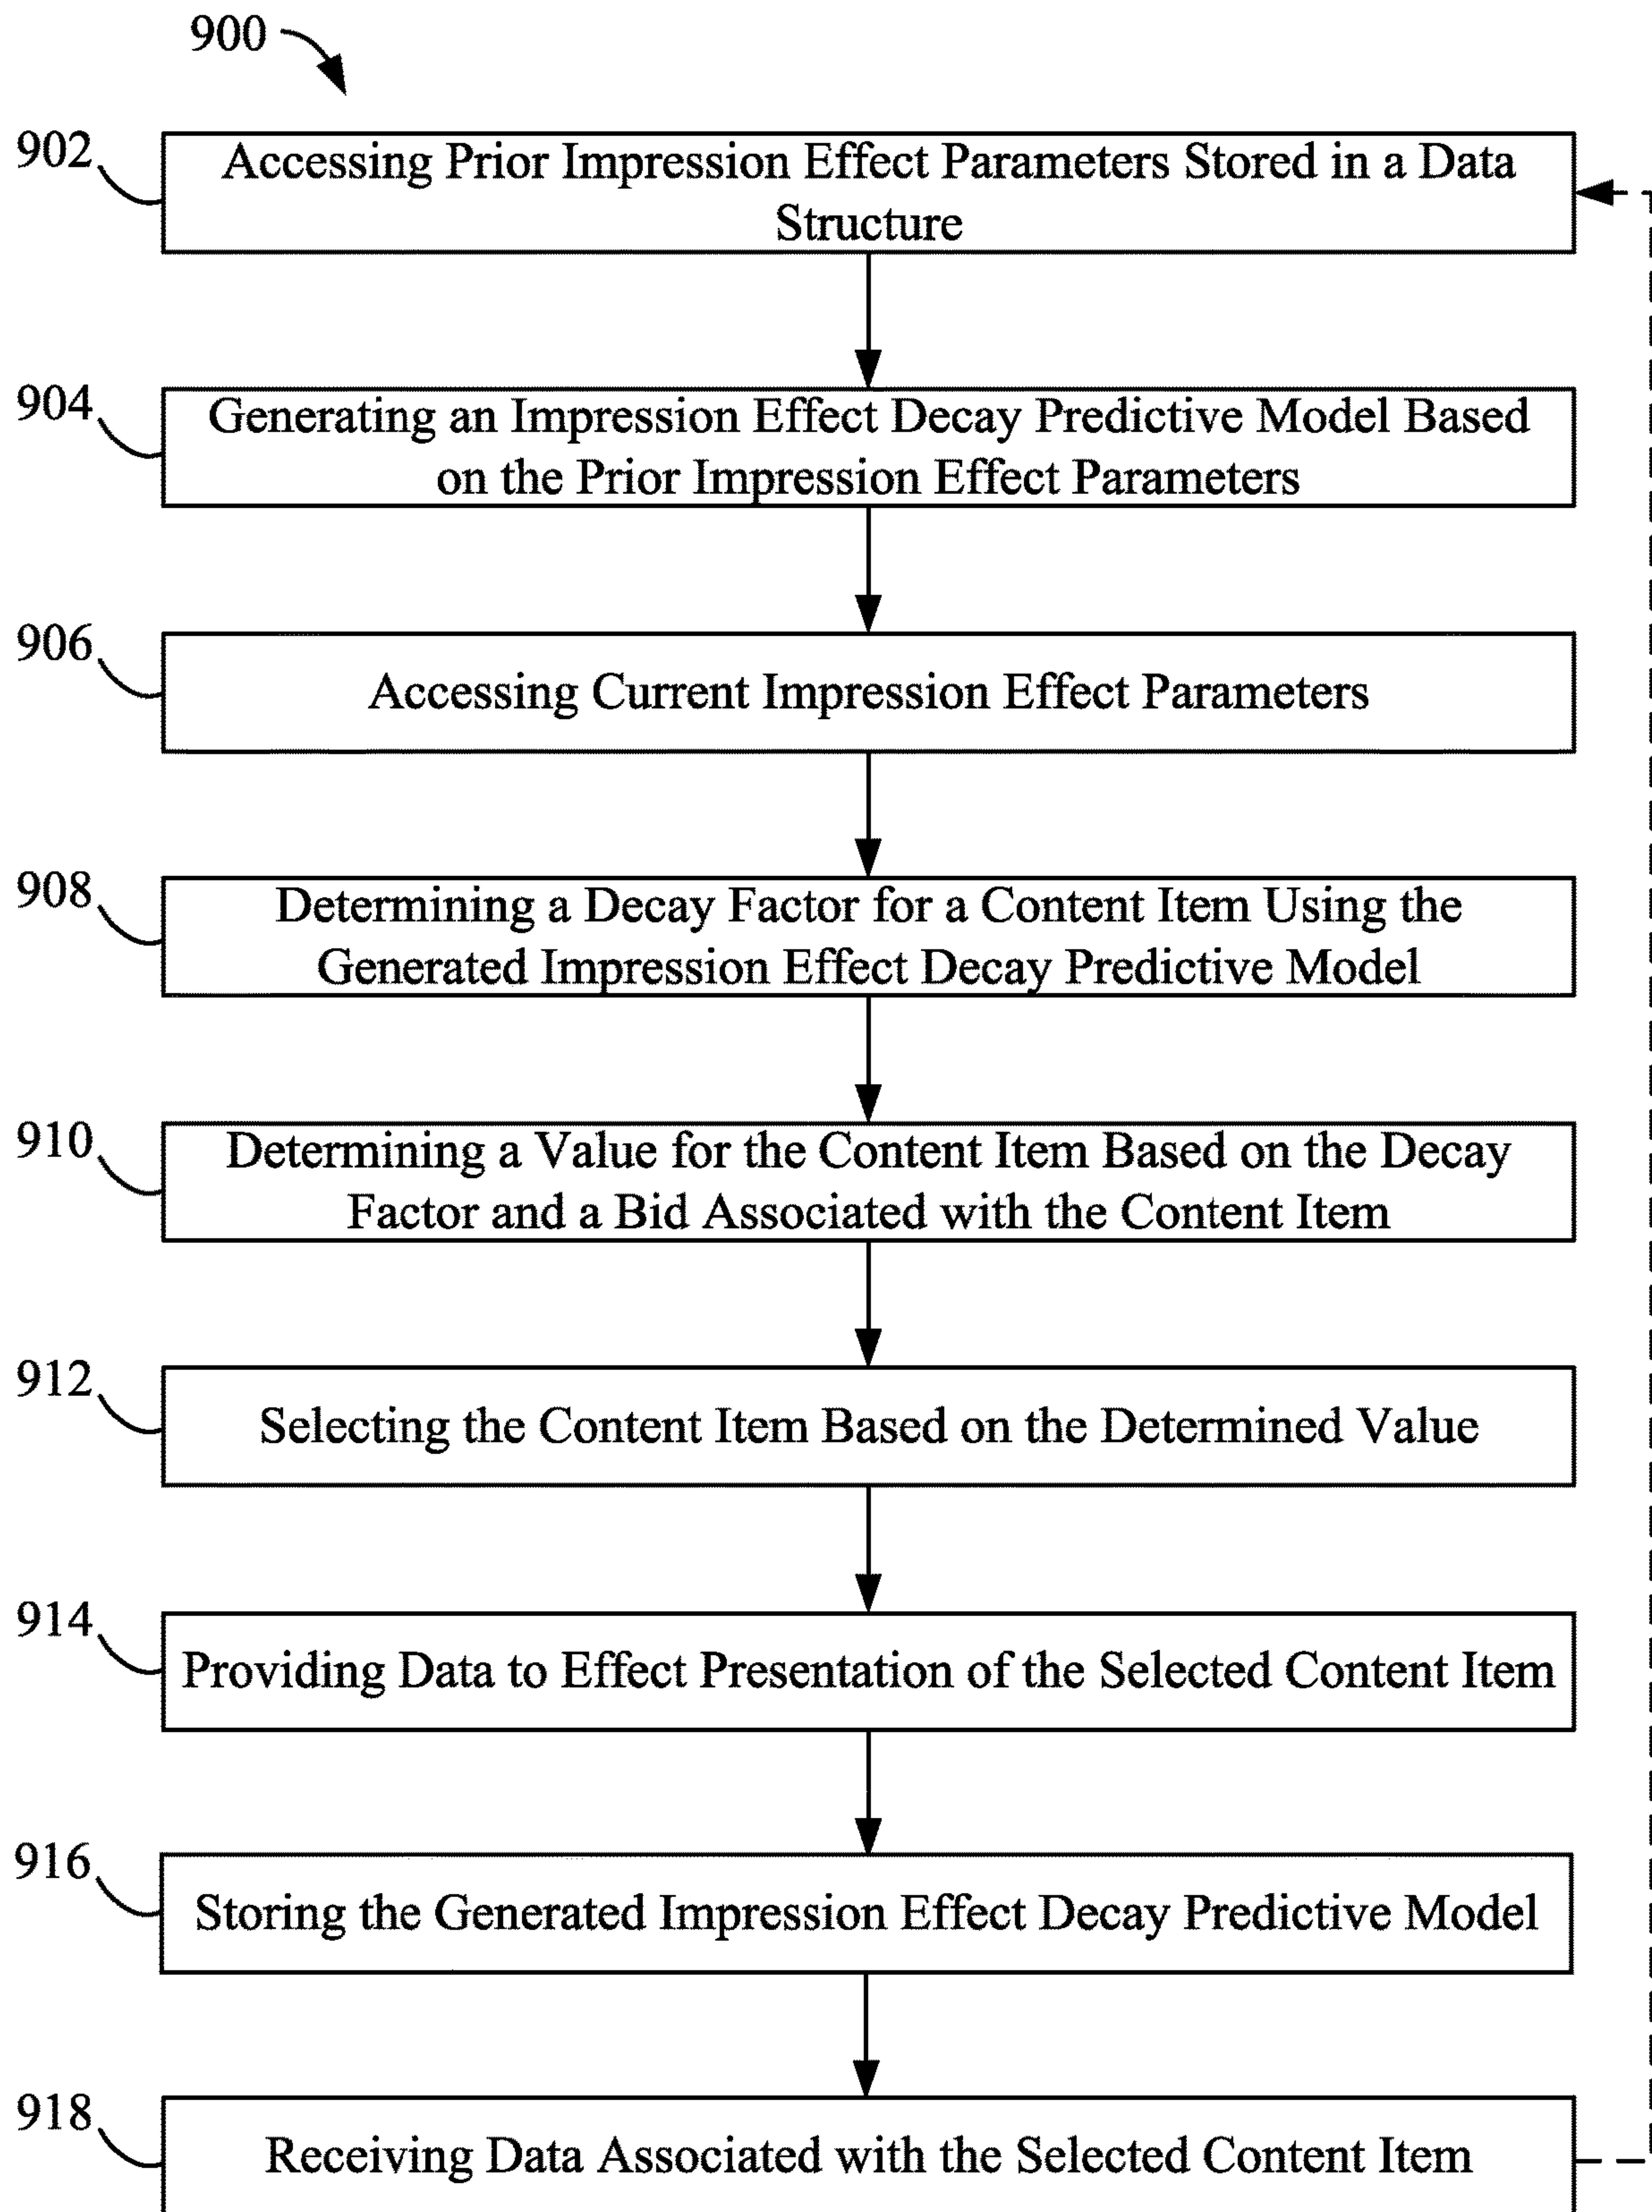 900
902
Accessing Prior Impression Effect Parameters Stored in a Data
Structure
904
Generating an Impression Effect Decay Predictive Model Based
on the Prior Impression Effect Parameters
906
Accessing Current Impression Effect Parameters
908
Determining a Decay Factor for a Content Item Using the
Generated Impression Effect Decay Predictive Model
910
Determining a Value for the Content Item Based on the Decay
Factor and a Bid Associated with the Content Item
912
Selecting the Content Item Based on the Determined Value
914
Providing Data to Effect Presentation of the Selected Content Item
916
Storing the Generated Impression Effect Decay Predictive Model
918
Receiving Data Associated with the Selected Content Item